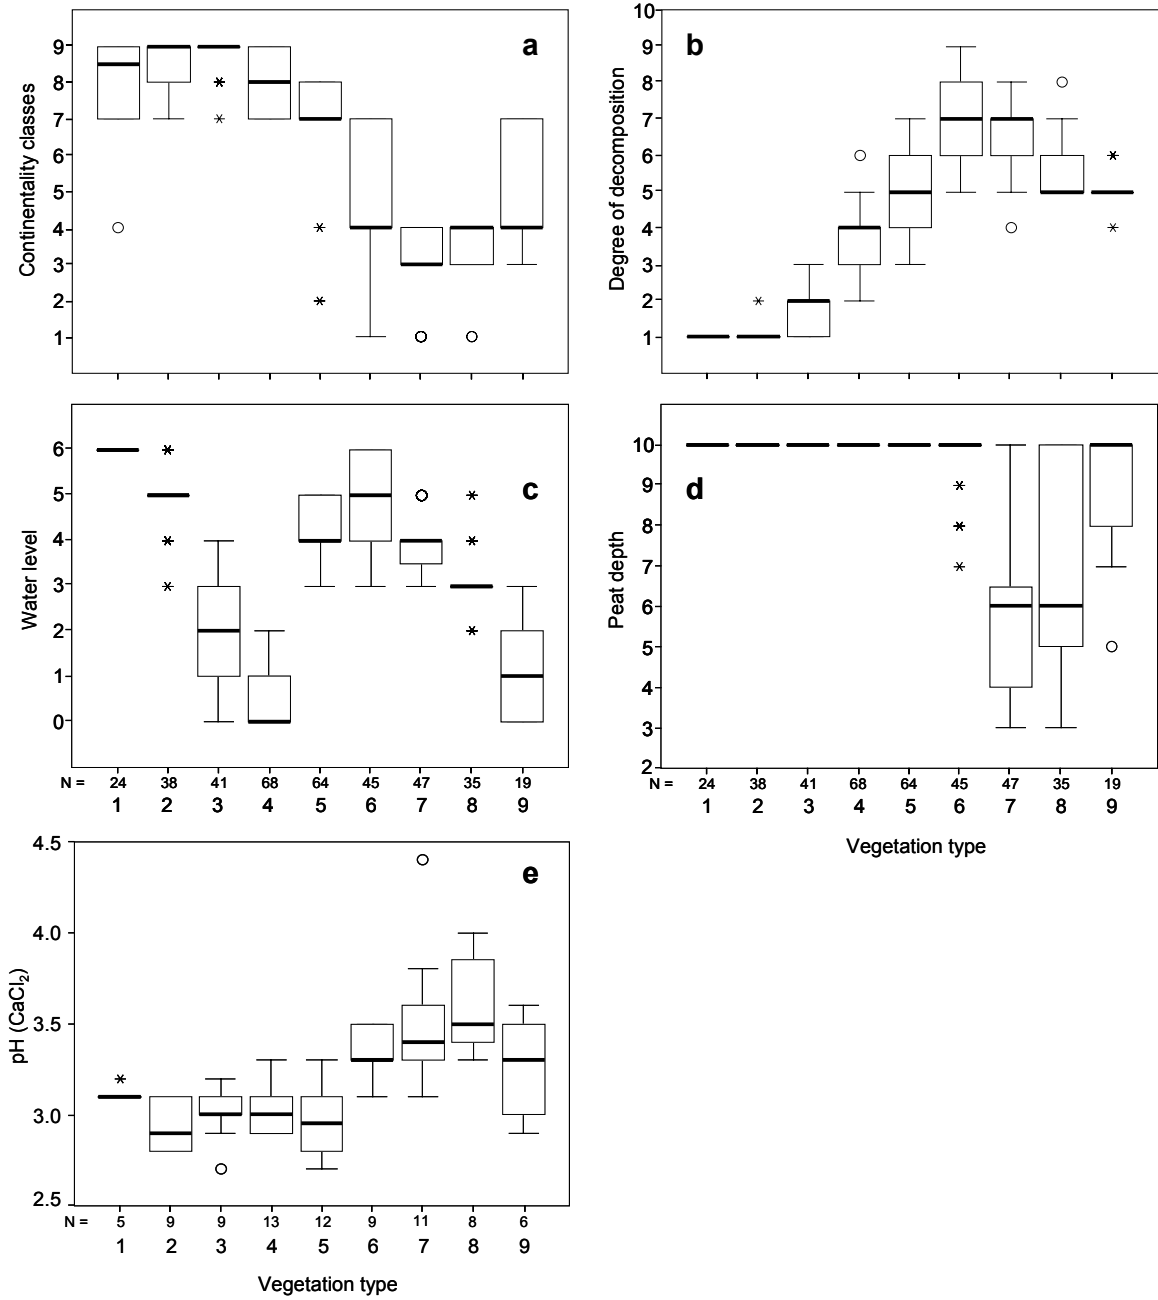 a
9
8
7
6
5
4
3
2
1
Continentality classes
b
10
9
8
7
6
5
4
3
2
1
Degree of decomposition
c
6
5
4
3
2
1
0
Water level
N = 24 38 41 68 64 45 47 35 19
1 2 3 4 5 6 7 8 9
d
10
9
8
7
6
5
4
3
2
Peat depth
N = 24 38 41 68 64 45 47 35 19
1 2 3 4 5 6 7 8 9
Vegetation type
e
4.5
4.0
3.5
3.0
2.5
pH (CaCl₂)
N = 5 9 9 13 12 9 11 8 6
1 2 3 4 5 6 7 8 9
Vegetation type